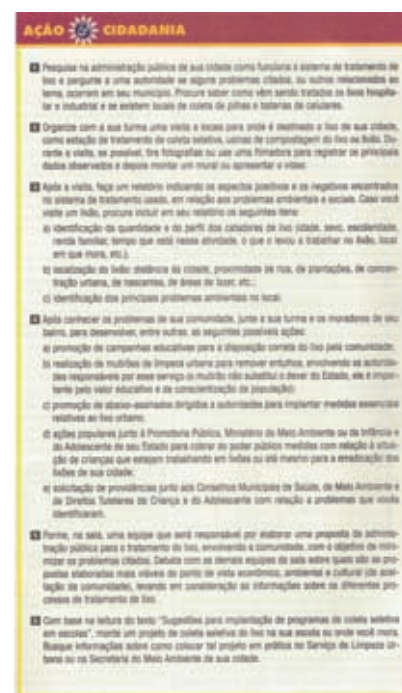 AÇÃO CIDADANIA
1 Pesquise na administração pública de sua cidade como funciona o sistema de tratamento de
lixo e pergunte a uma autoridade se alguns problemas citados, ou outros relacionados ao
tema, ocorrem em seu município. Procure saber como vêm sendo tratados os lixos hospita-
lar e industrial e se existem locais de coleta de pilhas e baterias de celulares.
2 Organize com a sua turma uma visita a locais para onde é destinado o lixo de sua cidade,
como estação de tratamento de coleta seletiva, usinas de compostagem do lixo ou lixão. Du-
rante a visita, se possível, tire fotografias ou use uma filmadora para registrar os principais
dados observados e depois montar um mural ou apresentar o vídeo.
3 Após a visita, faça um relatório indicando os aspectos positivos e os negativos encontrados
no sistema de tratamento usado, em relação aos problemas ambientais e sociais. Caso você
visite um lixão, procure incluir em seu relatório os seguintes itens:
a) identificação da quantidade e do perfil dos catadores de lixo (idade, sexo, escolaridade,
renda familiar, tempo que está nessa atividade, o que o levou a trabalhar no lixão, local
em que mora, etc.);
b) localização do lixão: distância da cidade, proximidade de rios, de plantações, de concen-
tração urbana, de nascentes, de áreas de lazer, etc.;
c) identificação dos principais problemas ambientais no local.
4 Após conhecer os problemas de sua comunidade, junte a sua turma e os moradores do seu
bairro, para desenvolver, entre outras, as seguintes possíveis ações:
a) promoção de campanhas educativas para a disposição correta do lixo pela comunidade;
b) realização de mutirões de limpeza urbana para remover entulhos, envolvendo as autorida-
des responsáveis por esse serviço (o mutirão não substitui o dever do Estado, ele é impor-
tante pelo valor educativo e de conscientização da população);
c) promoção de abaixo-assinados dirigidos a autoridades para implantar medidas essenciais
relativas ao lixo urbano;
d) ações populares junto à Promotoria Pública, Ministério do Meio Ambiente ou da Infância e
do Adolescente de seu Estado para cobrar do poder público medidas com relação à situa-
ção de crianças que estejam trabalhando em lixões ou até mesmo para a erradicação dos
lixões de sua cidade;
e) solicitação de providências junto aos Conselhos Municipais de Saúde, de Meio Ambiente e
de Direitos Tutelares da Criança e do Adolescente com relação a problemas que vocês
identificaram.
5 Forme, na sala, uma equipe que será responsável por elaborar uma proposta de adminis-
tração pública para o tratamento do lixo, envolvendo a comunidade, com o objetivo de mini-
mizar os problemas citados. Debata com as demais equipes da sala sobre quais são as pro-
postas elaboradas mais viáveis do ponto de vista econômico, ambiental e cultural (de acei-
tação da comunidade), levando em consideração as informações sobre os diferentes pro-
cessos de tratamento de lixo.
6 Com base na leitura do texto "Sugestões para implantação de programas de coleta seletiva
em escolas", monte um projeto de coleta seletiva do lixo na sua escola ou onde você mora.
Busque informações sobre como colocar tal projeto em prática no Serviço de Limpeza Ur-
bana ou na Secretaria do Meio Ambiente de sua cidade.